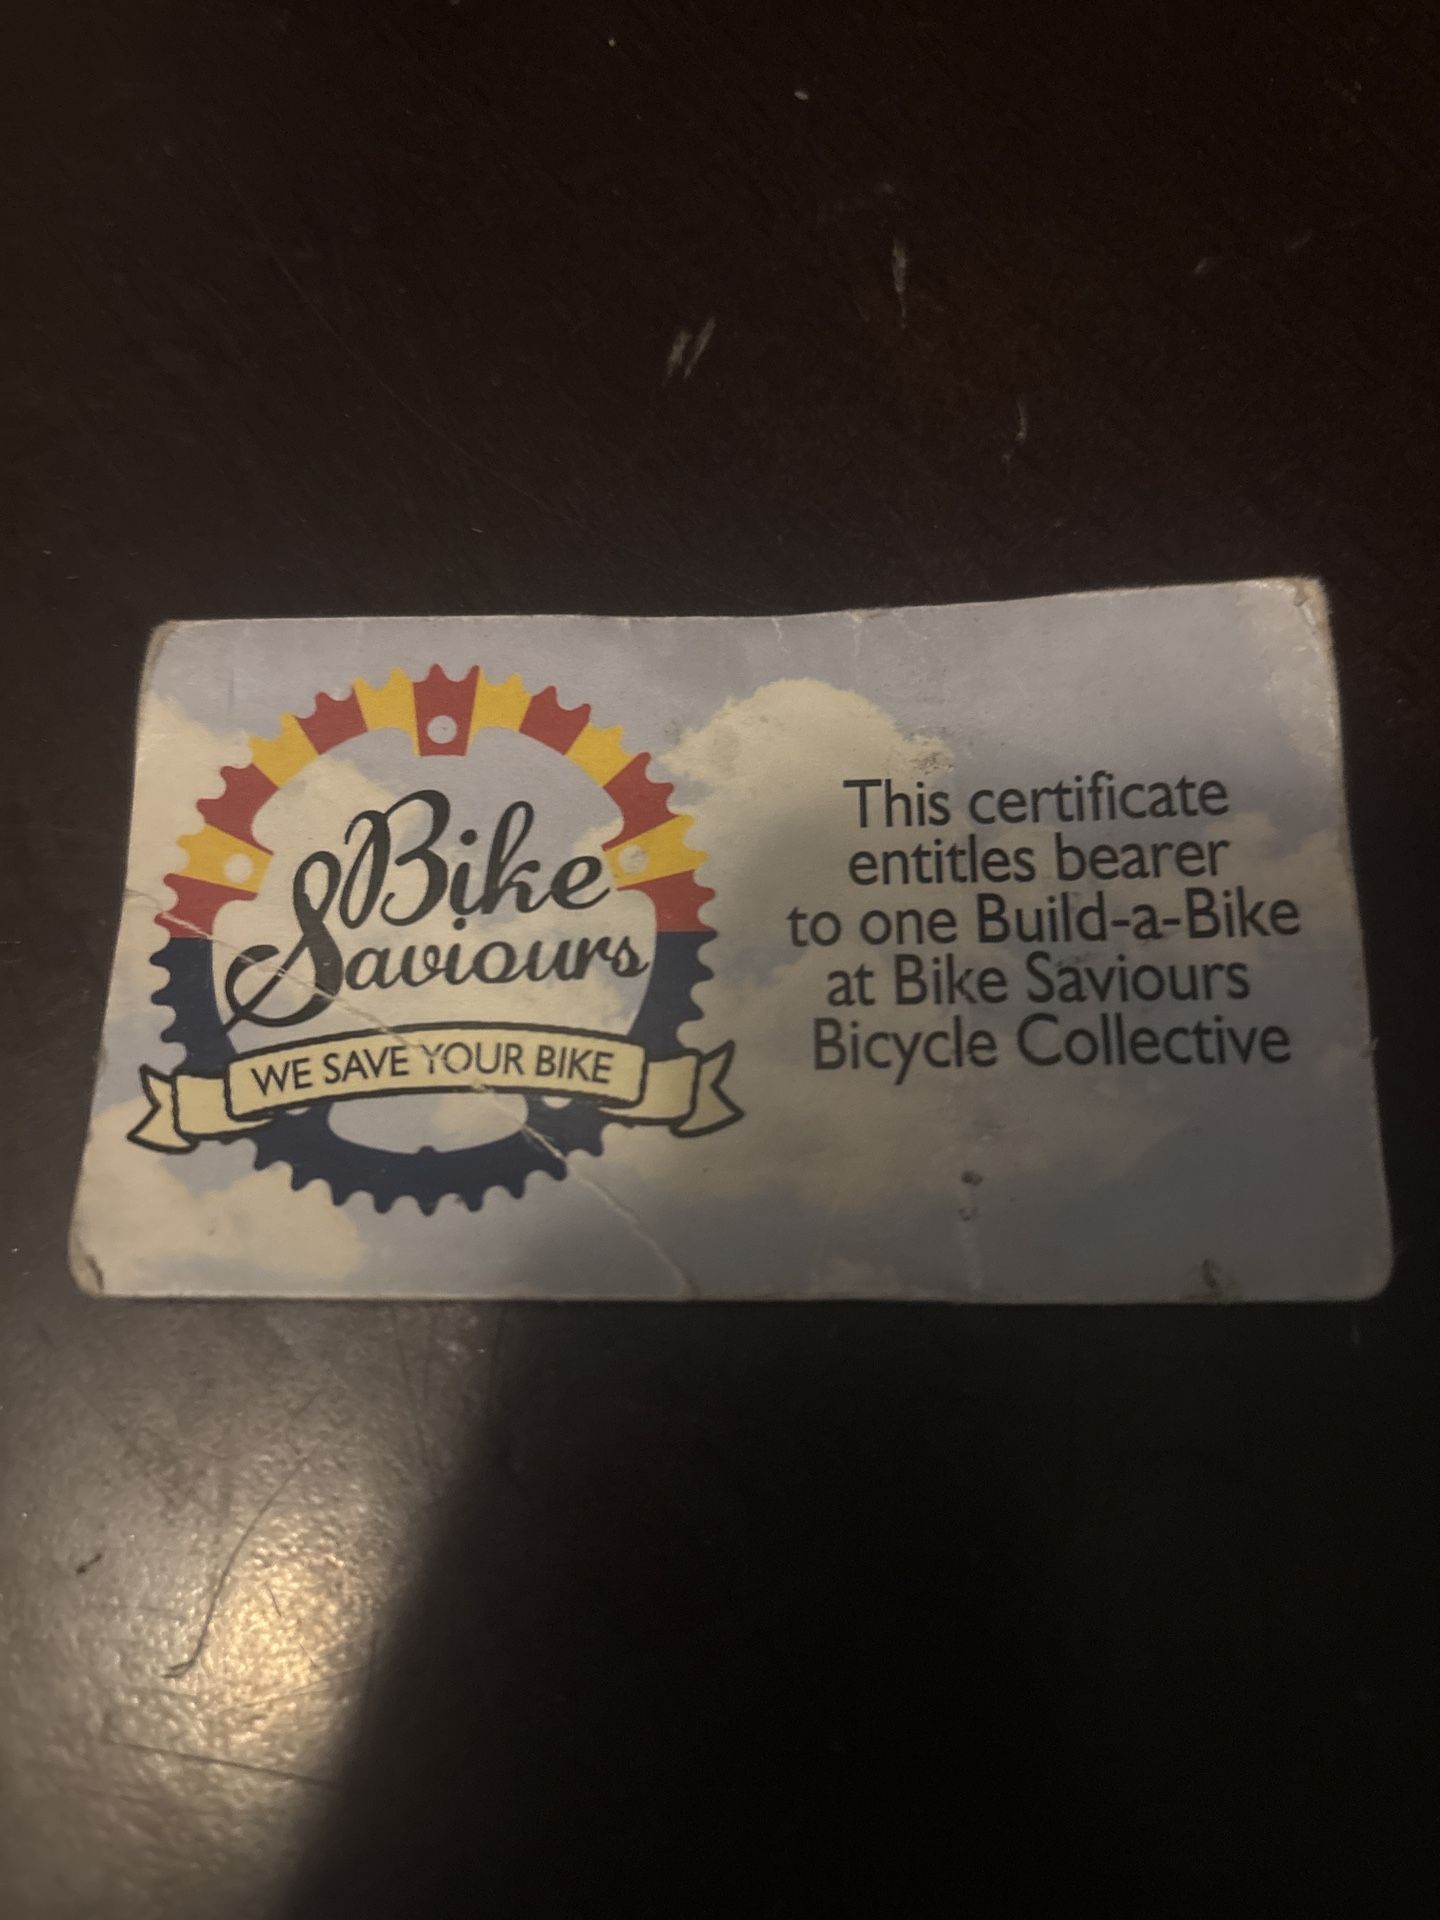 Bike
Saviours
WE SAVE YOUR BIKE
This certificate
entitles bearer
to one Build-a-Bike
at Bike Saviours
Bicycle Collective